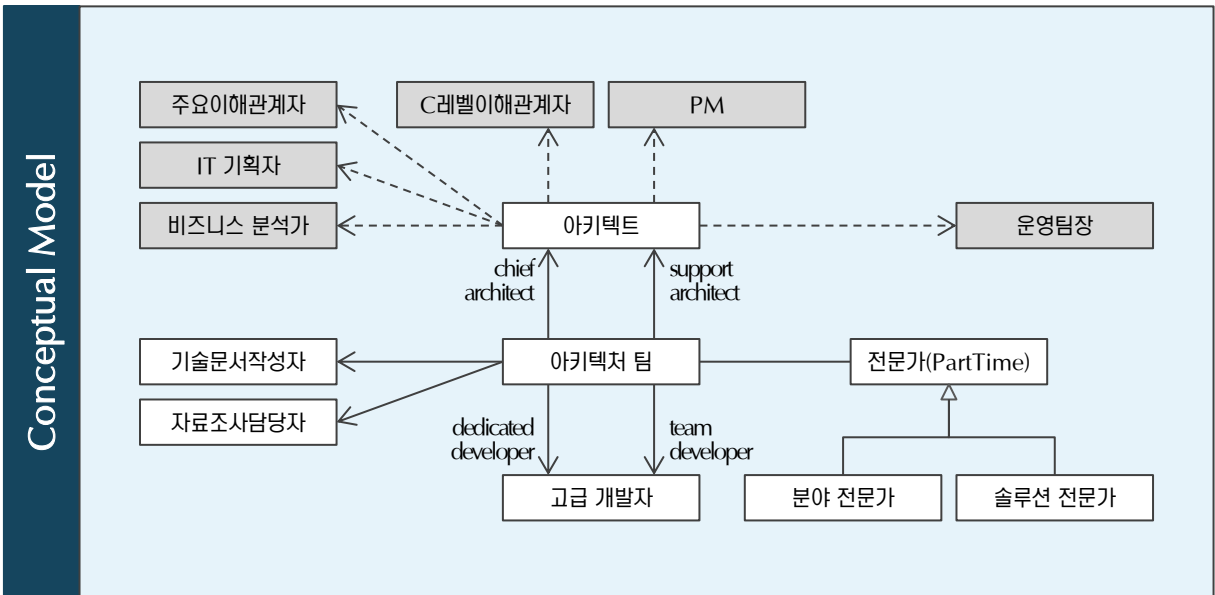 Conceptual Model
주요이해관계자
C레벨이해관계자
PM
IT 기획자
비즈니스 분석가
아키텍트
운영팀장
chief
architect
support
architect
기술문서작성자
아키텍처 팀
전문가(PartTime)
자료조사담당자
dedicated
developer
team
developer
고급 개발자
분야 전문가
솔루션 전문가